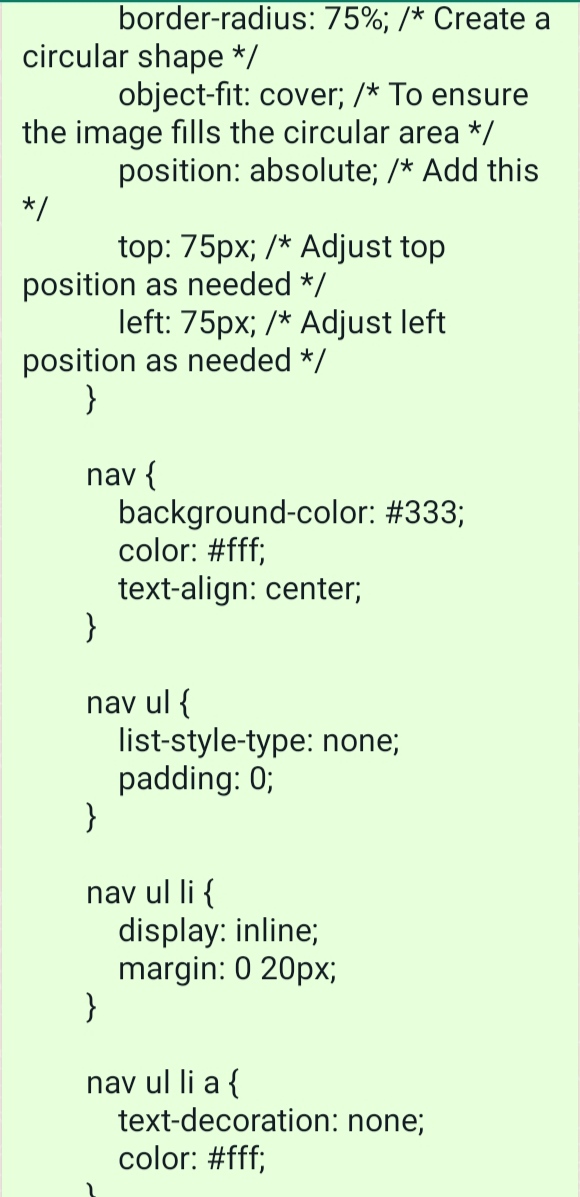 border-radius: 75%; /* Create a
circular shape */
object-fit: cover; /* To ensure
the image fills the circular area */
position: absolute; /* Add this
*/
top: 75px; /* Adjust top
position as needed */
left: 75px; /* Adjust left
position as needed */
}
nav {
background-color: #333;
color: #fff;
text-align: center;
}
nav ul {
list-style-type: none;
padding: 0;
}
nav ul li {
display: inline;
margin: 0 20px;
}
nav ul li a {
text-decoration: none;
color: #fff;
}